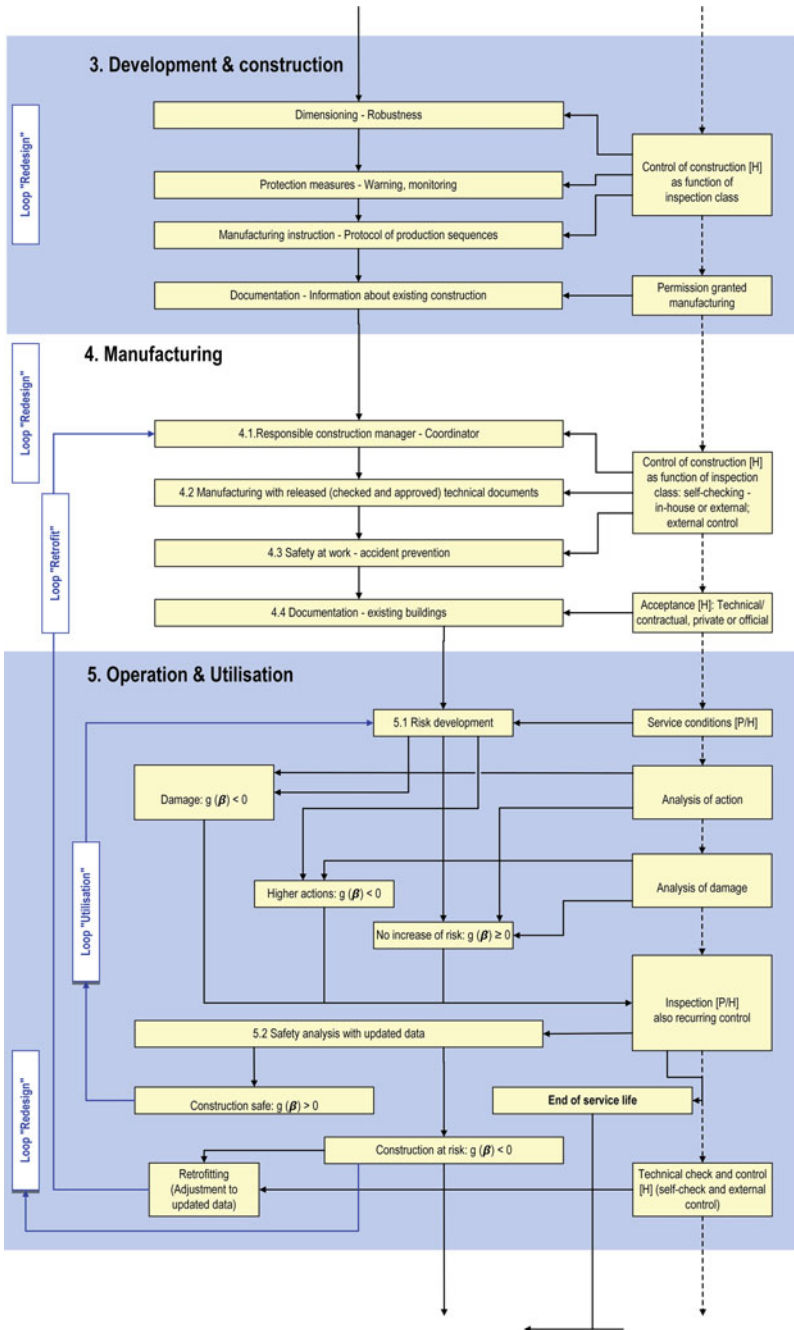 3. Development & construction
Loop "Redesign"
Dimensioning - Robustness
Protection measures - Warning, monitoring
Manufacturing instruction - Protocol of production sequences
Documentation - Information about existing construction
Control of construction [H]
as function of
inspection class
Permission granted
manufacturing
4. Manufacturing
Loop "Redesign"
Loop "Retrofit"
4.1.Responsible construction manager - Coordinator
4.2 Manufacturing with released (checked and approved) technical documents
4.3 Safety at work - accident prevention
4.4 Documentation - existing buildings
Control of construction [H]
as function of inspection
class: self-checking -
in-house or external;
external control
Acceptance [H]: Technical/
contractual, private or official
5. Operation & Utilisation
5.1 Risk development
Service conditions [P/H]
Damage: g (β) < 0
Analysis of action
Loop "Utilisation"
Higher actions: g (β) < 0
Analysis of damage
No increase of risk: g (β) ≥ 0
Inspection [P/H]
also recurring control
5.2 Safety analysis with updated data
Construction safe: g (β) > 0
End of service life
Loop "Redesign"
Construction at risk: g (β) < 0
Retrofitting
(Adjustment to
updated data)
Technical check and control
[H] (self-check and external
control)